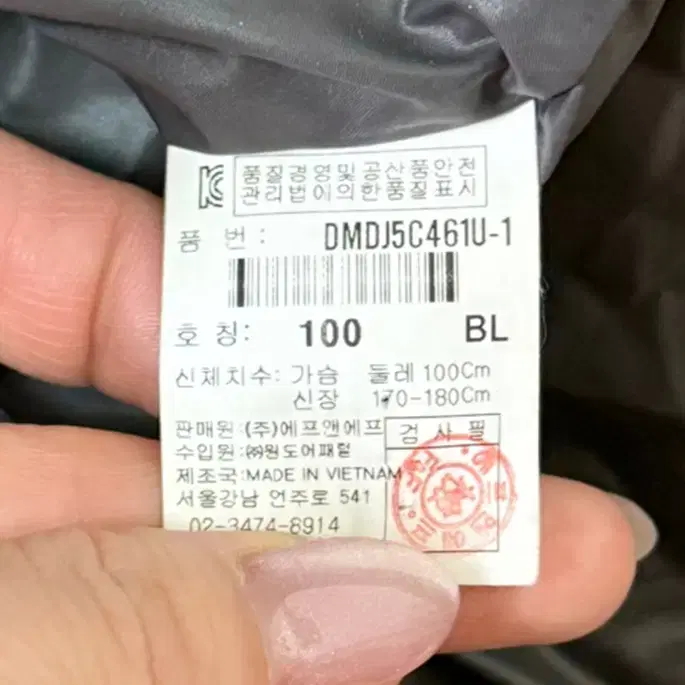 품질경영및공산품안전
관리법에의한품질표시
품 번 : DMDJ5C461U-1
호 칭: 100 BL
신체치수: 가슴 둘레 100Cm
신장 170-180Cm
판매원 : (주)에프앤에프
검 사 필
수입원 : ㈜원도어패럴
제조국:MADE IN VIETNAM
서울강남 언주로 541
02-3474-8914